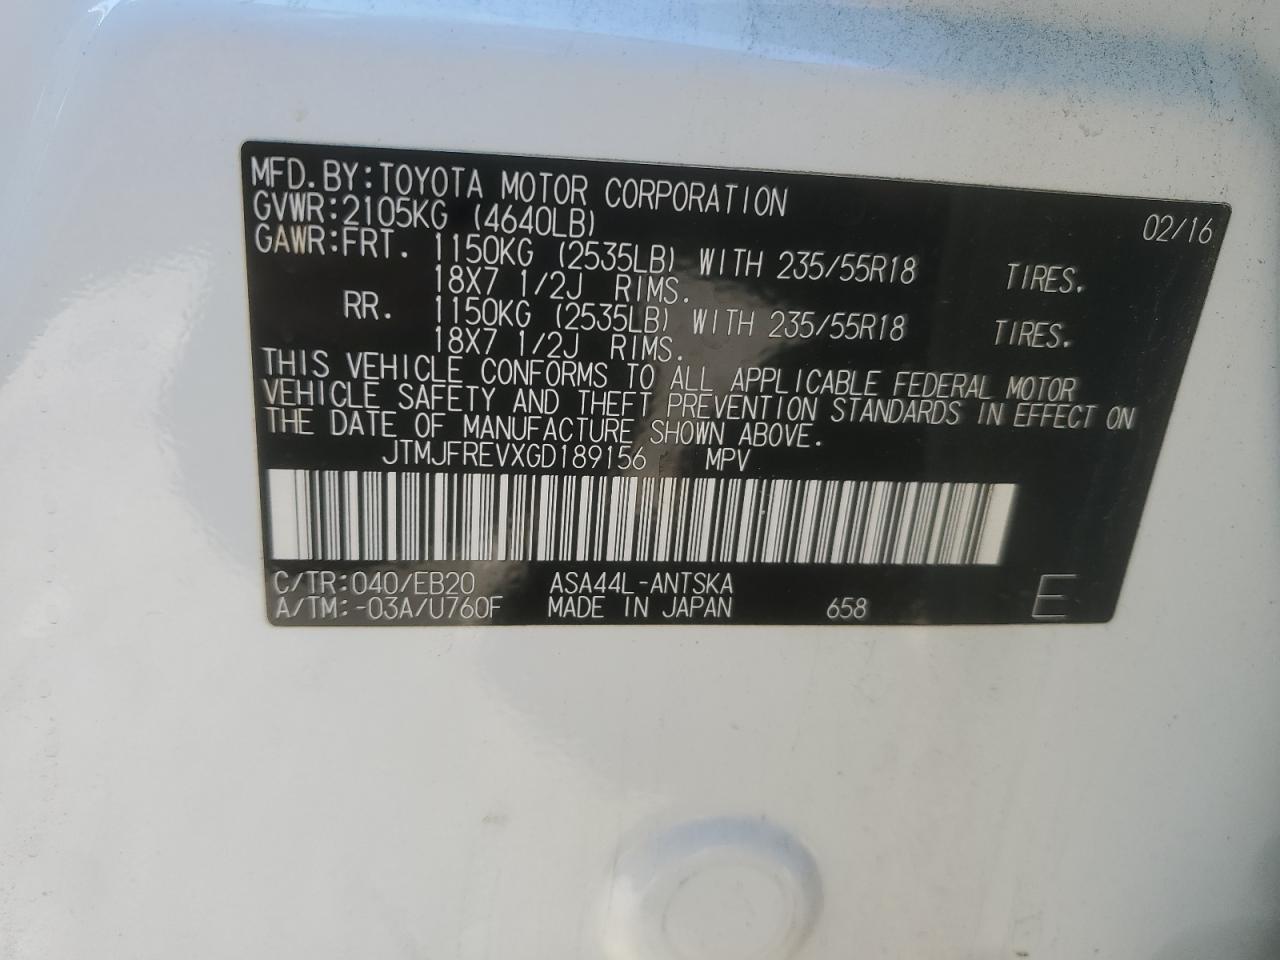 MFD.BY:TOYOTA MOTOR CORPORATION 02/16
GVWR:2105KG (4640LB)
GAWR:FRT. 1150KG (2535LB) WITH 235/55R18 TIRES.
18X7 1/2J RIMS.
RR. 1150KG (2535LB) WITH 235/55R18 TIRES.
18X7 1/2J RIMS.
THIS VEHICLE CONFORMS TO ALL APPLICABLE FEDERAL MOTOR
VEHICLE SAFETY AND THEFT PREVENTION STANDARDS IN EFFECT ON
THE DATE OF MANUFACTURE SHOWN ABOVE.
JTMJFREVXGD189156 MPV
C/TR:040/EB20 ASA44L-ANTSKA
A/TM:-03A/U760F MADE IN JAPAN 658 E